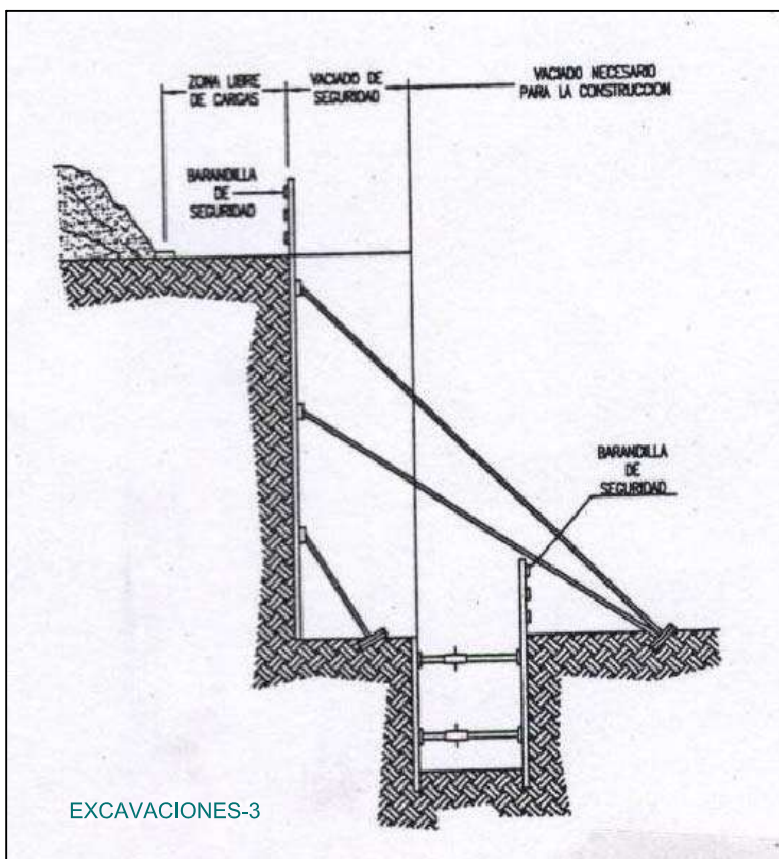 ZONA LIBRE
DE CARGAS
VACIADO DE
SEGURIDAD
VACIADO NECESARIO
PARA LA CONSTRUCCION
BARANDILLA
DE
SEGURIDAD
BARANDILLA
DE
SEGURIDAD
EXCAVACIONES-3